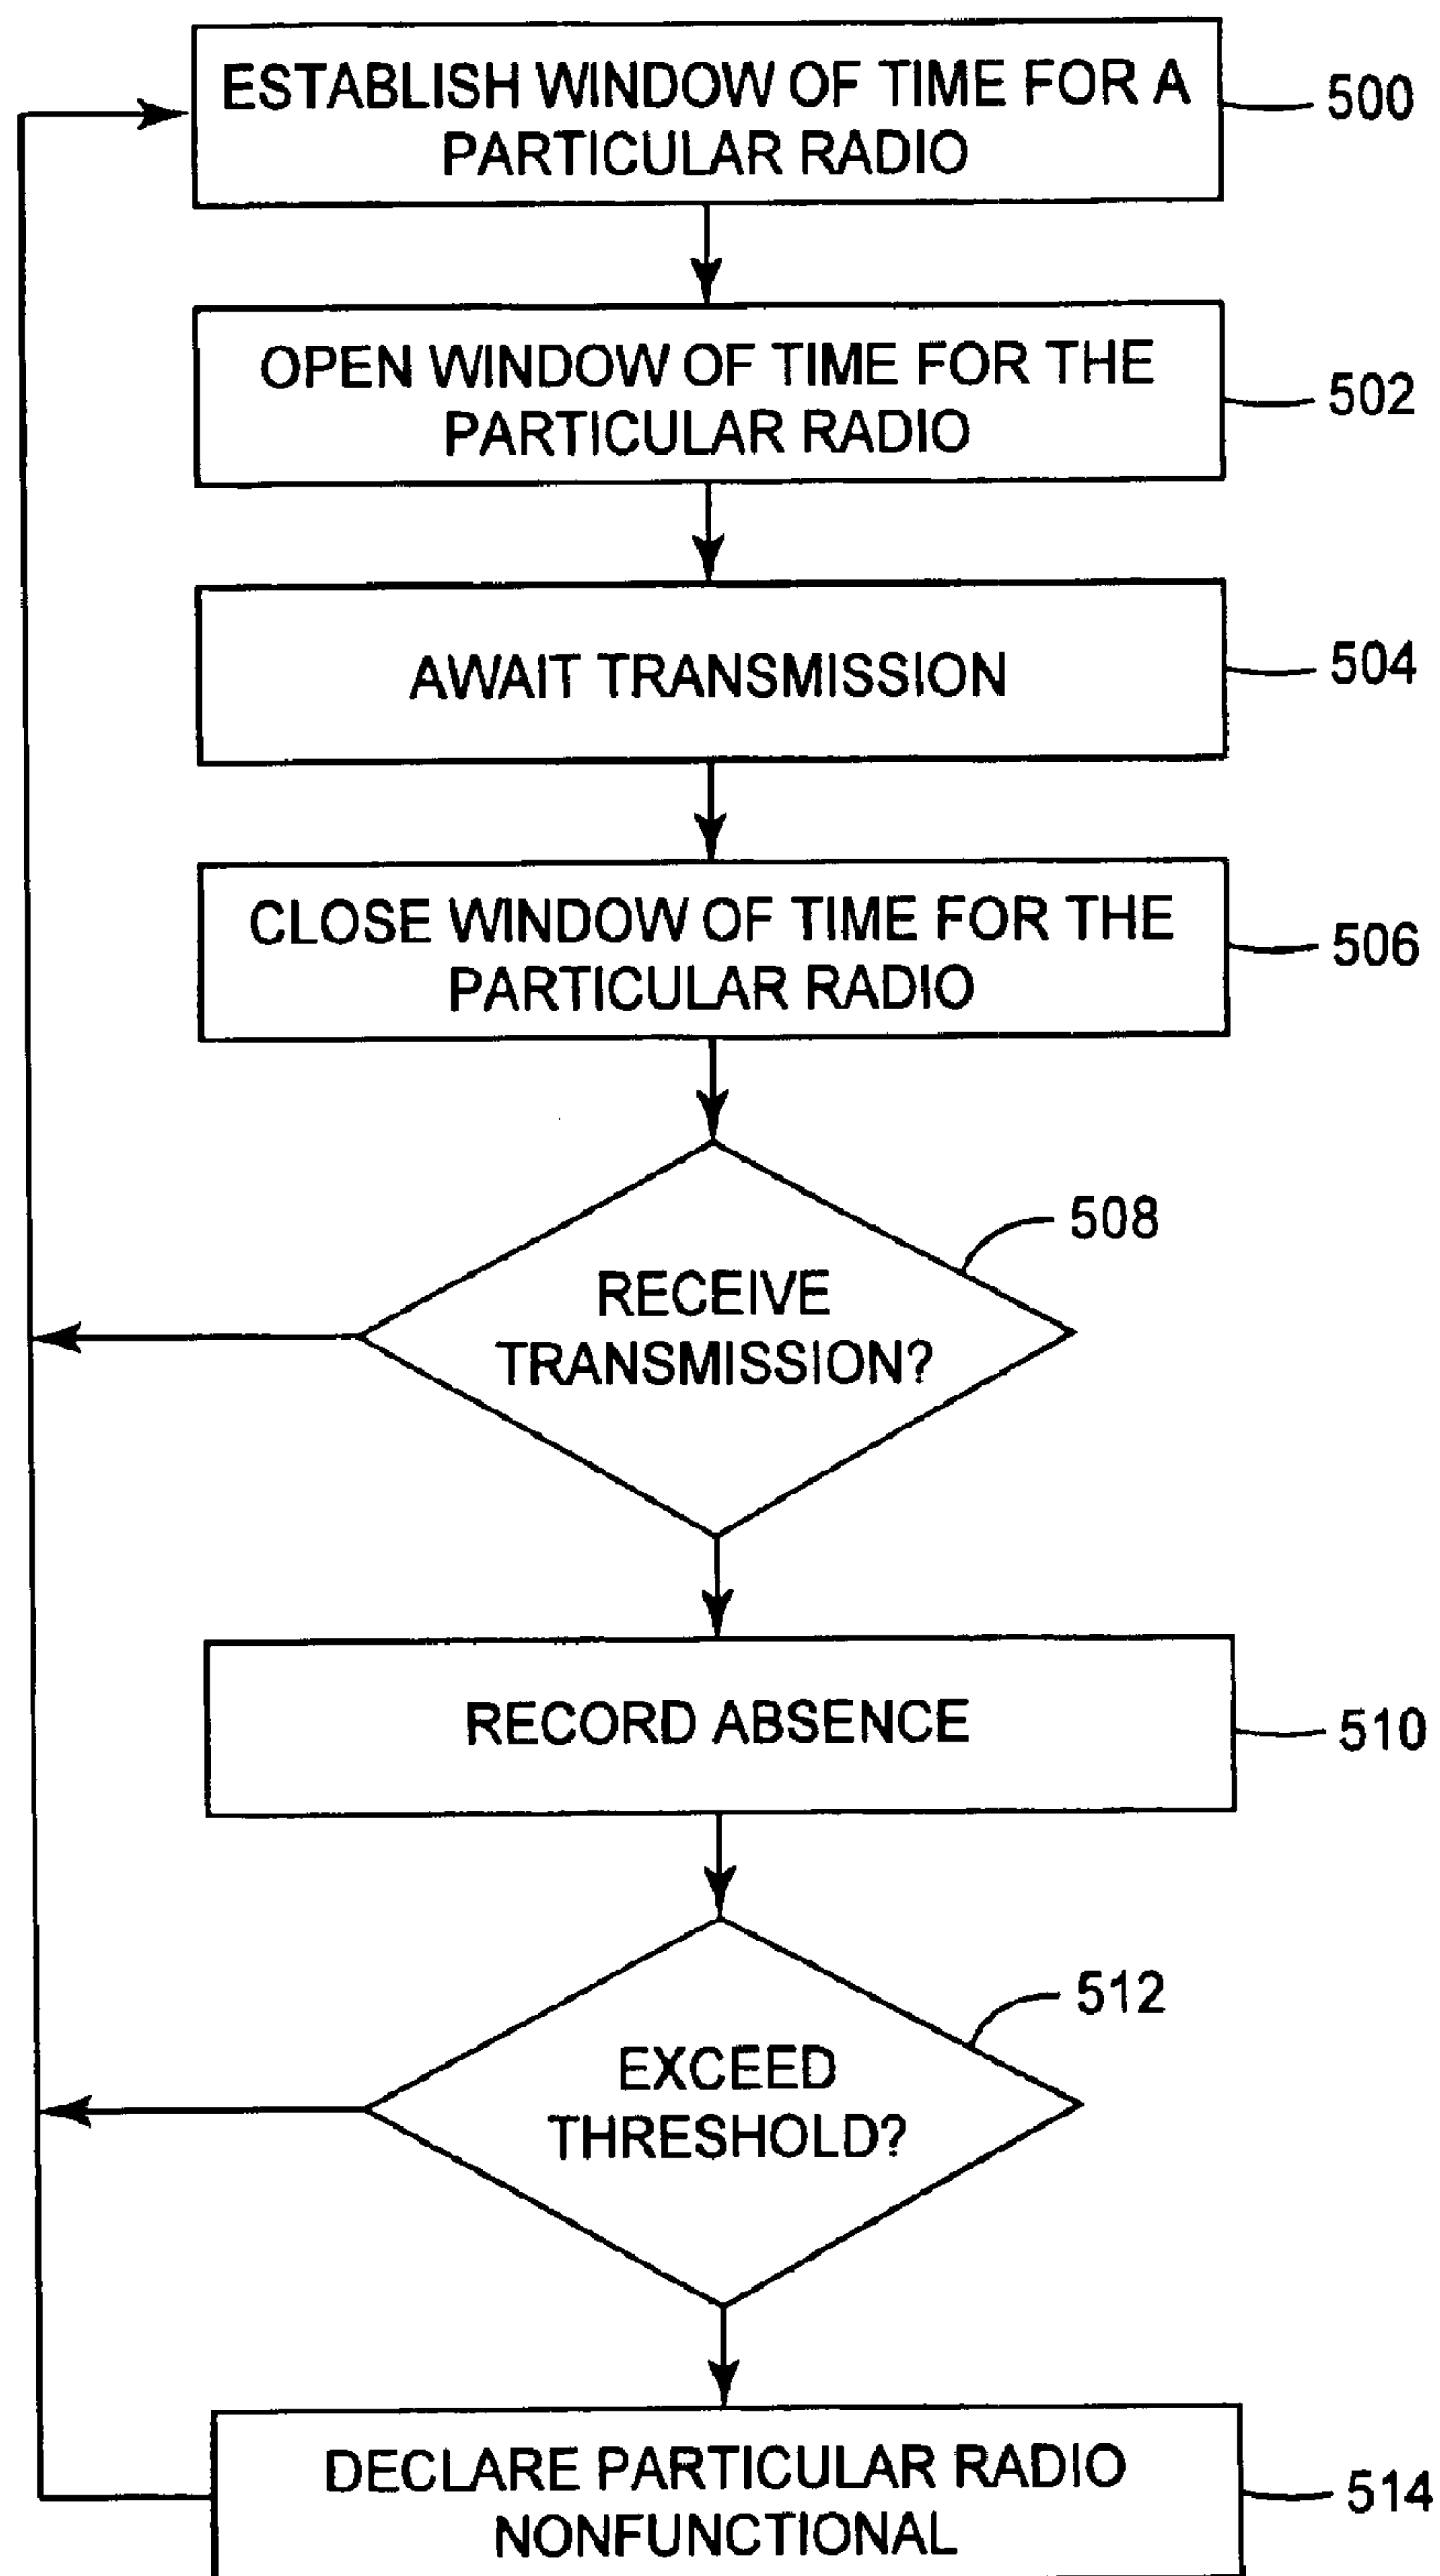 ESTABLISH WINDOW OF TIME FOR A
PARTICULAR RADIO
500
OPEN WINDOW OF TIME FOR THE
PARTICULAR RADIO
502
AWAIT TRANSMISSION
504
CLOSE WINDOW OF TIME FOR THE
PARTICULAR RADIO
506
508
RECEIVE
TRANSMISSION?
RECORD ABSENCE
510
512
EXCEED
THRESHOLD?
DECLARE PARTICULAR RADIO
NONFUNCTIONAL
514